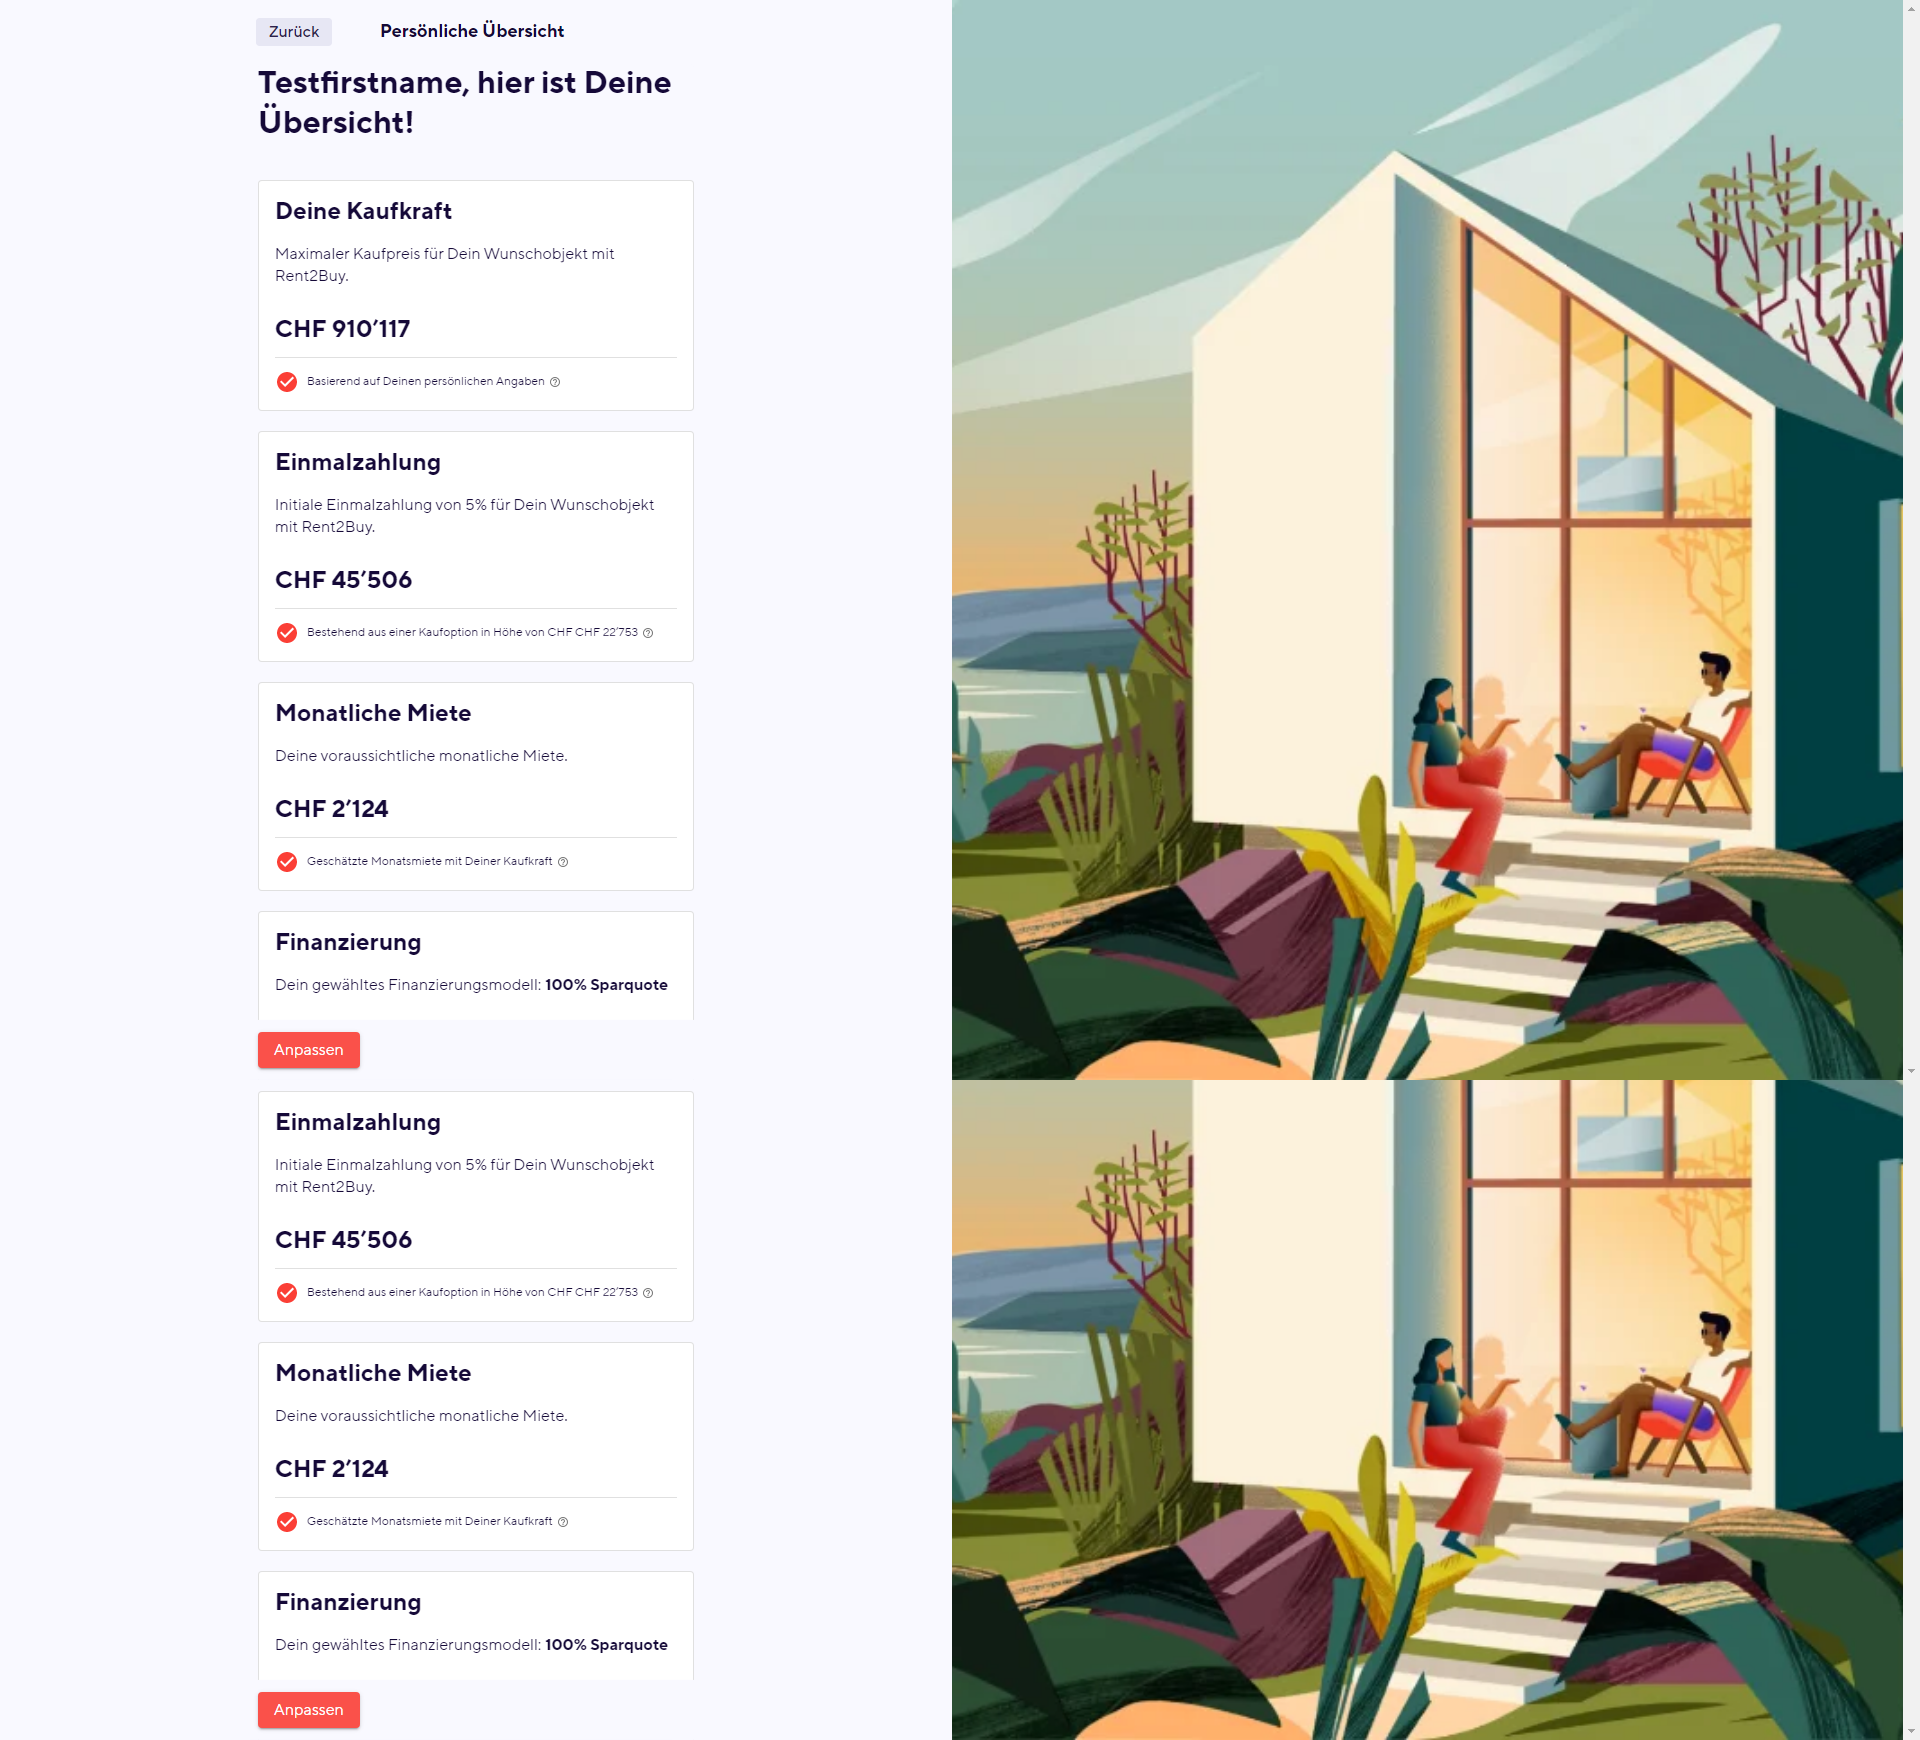 Zurück
Persönliche Übersicht
Testfirstname, hier ist Deine
Übersicht!
Deine Kaufkraft
Maximaler Kaufpreis für Dein Wunschobjekt mit
Rent2Buy.
CHF 910’117
Basierend auf Deinen persönlichen Angaben
Einmalzahlung
Initiale Einmalzahlung von 5% für Dein Wunschobjekt
mit Rent2Buy.
CHF 45’506
Bestehend aus einer Kaufoption in Höhe von CHF CHF 22’753
Monatliche Miete
Deine voraussichtliche monatliche Miete.
CHF 2’124
Geschätzte Monatsmiete mit Deiner Kaufkraft
Finanzierung
Dein gewähltes Finanzierungsmodell: 100% Sparquote
Anpassen
Einmalzahlung
Initiale Einmalzahlung von 5% für Dein Wunschobjekt
mit Rent2Buy.
CHF 45’506
Bestehend aus einer Kaufoption in Höhe von CHF CHF 22’753
Monatliche Miete
Deine voraussichtliche monatliche Miete.
CHF 2’124
Geschätzte Monatsmiete mit Deiner Kaufkraft
Finanzierung
Dein gewähltes Finanzierungsmodell: 100% Sparquote
Anpassen